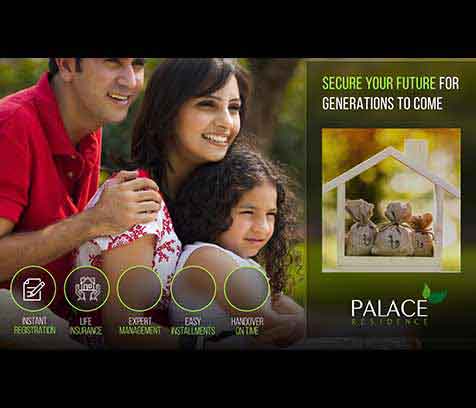 SECURE YOUR FUTURE FOR
GENERATIONS TO COME
PALACE
RESIDENCE
INSTANT
REGISTRATION
LIFE
INSURANCE
EXPERT
MANAGEMENT
EASY
INSTALLMENTS
HANDOVER
ON TIME